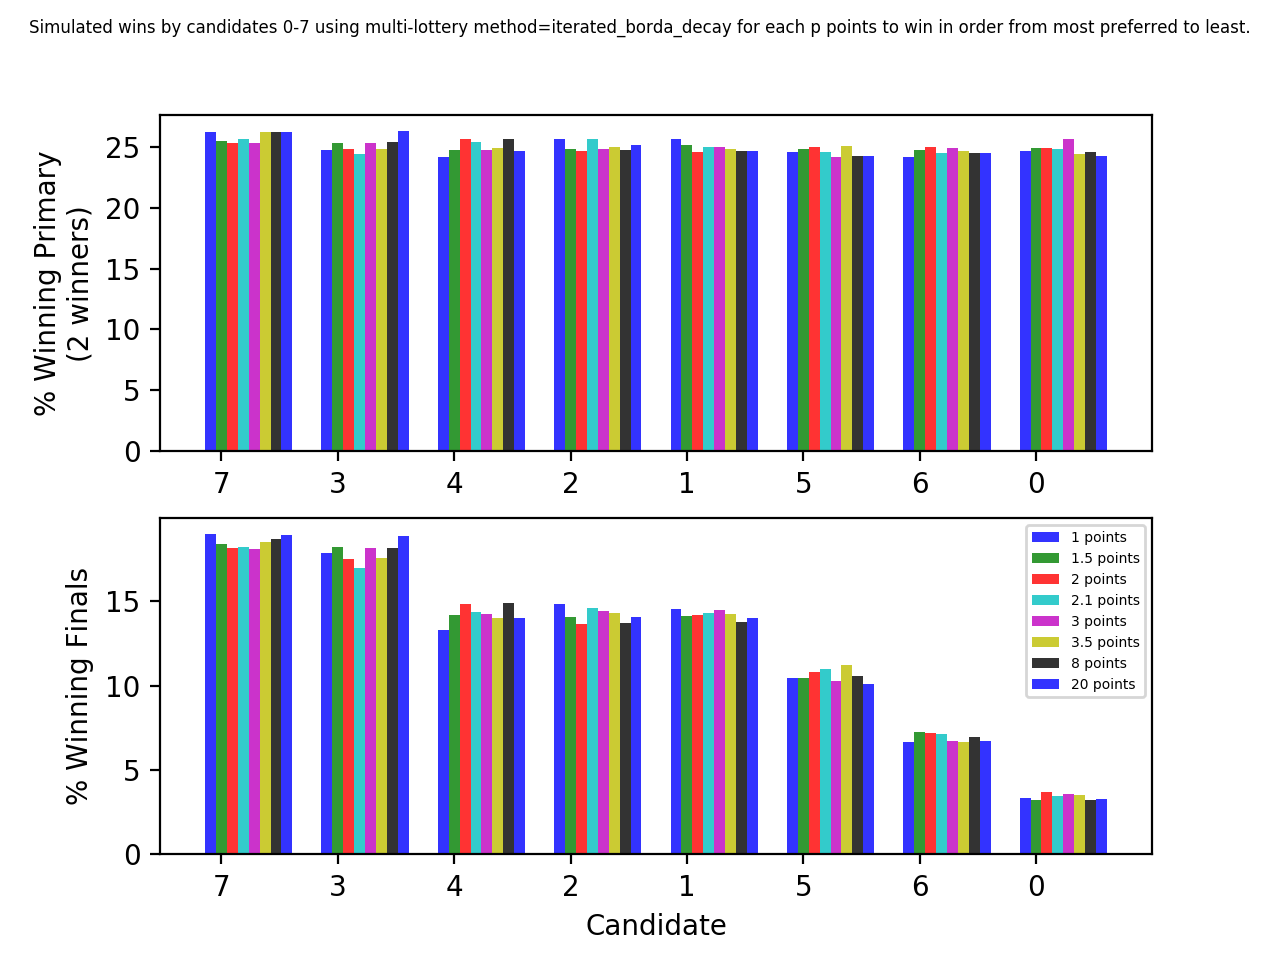 Simulated wins by candidates 0-7 using multi-lottery method=iterated_borda_decay for each p points to win in order from most preferred to least.
% Winning Primary
(2 winners)
25
20
15
10
5
0
7 3 4 2 1 5 6 0
% Winning Finals
15
10
5
0
1 points
1.5 points
2 points
2.1 points
3 points
3.5 points
8 points
20 points
7 3 4 2 1 5 6 0
Candidate